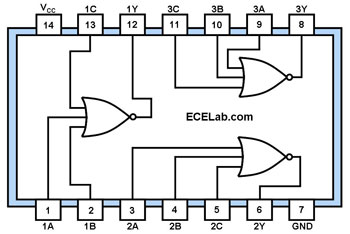 VCC 1C 1Y 3C 3B 3A 3Y
14 13 12 11 10 9 8
ECELab.com
1 2 3 4 5 6 7
1A 1B 2A 2B 2C 2Y GND